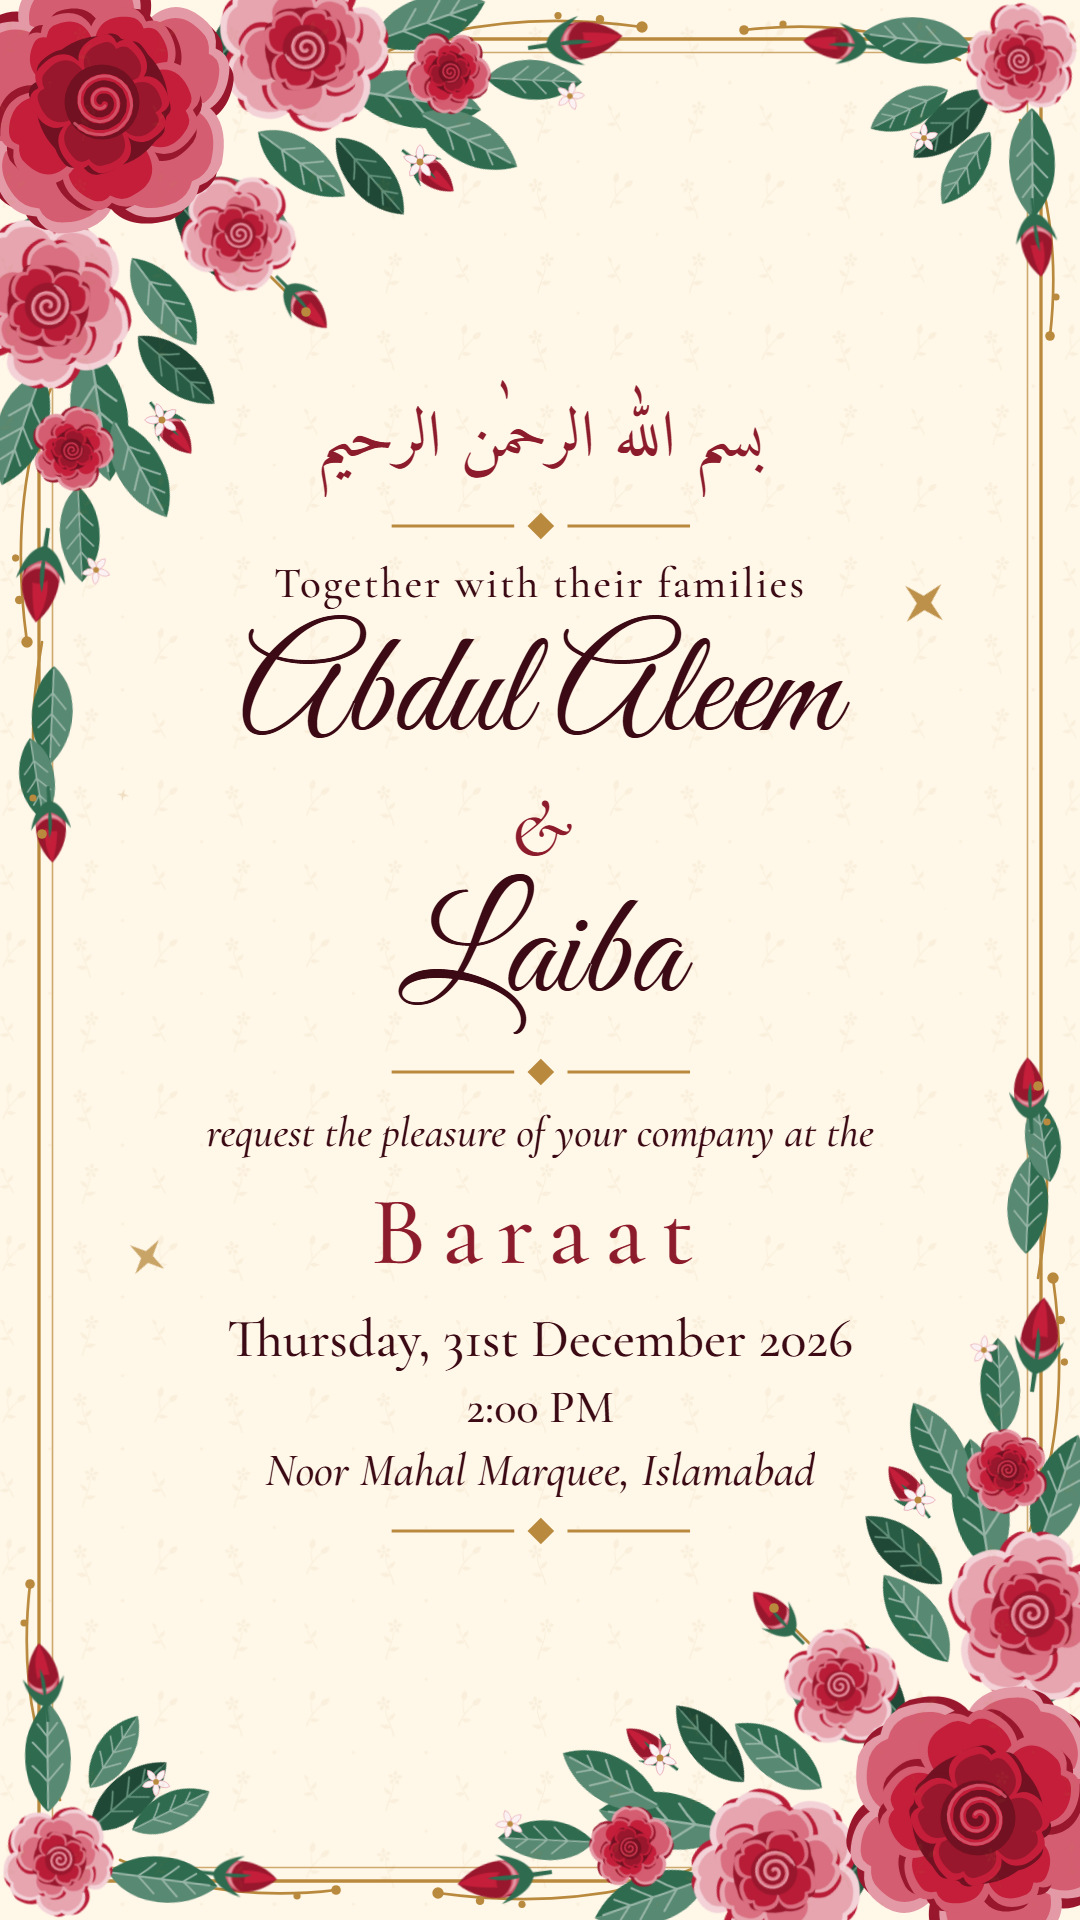 بسم الله الرحمٰن الرحيم
Together with their families
Abdul Aleem
&
Laiba
request the pleasure of your company at the
Baraat
Thursday, 31st December 2026
2:00 PM
Noor Mahal Marquee, Islamabad